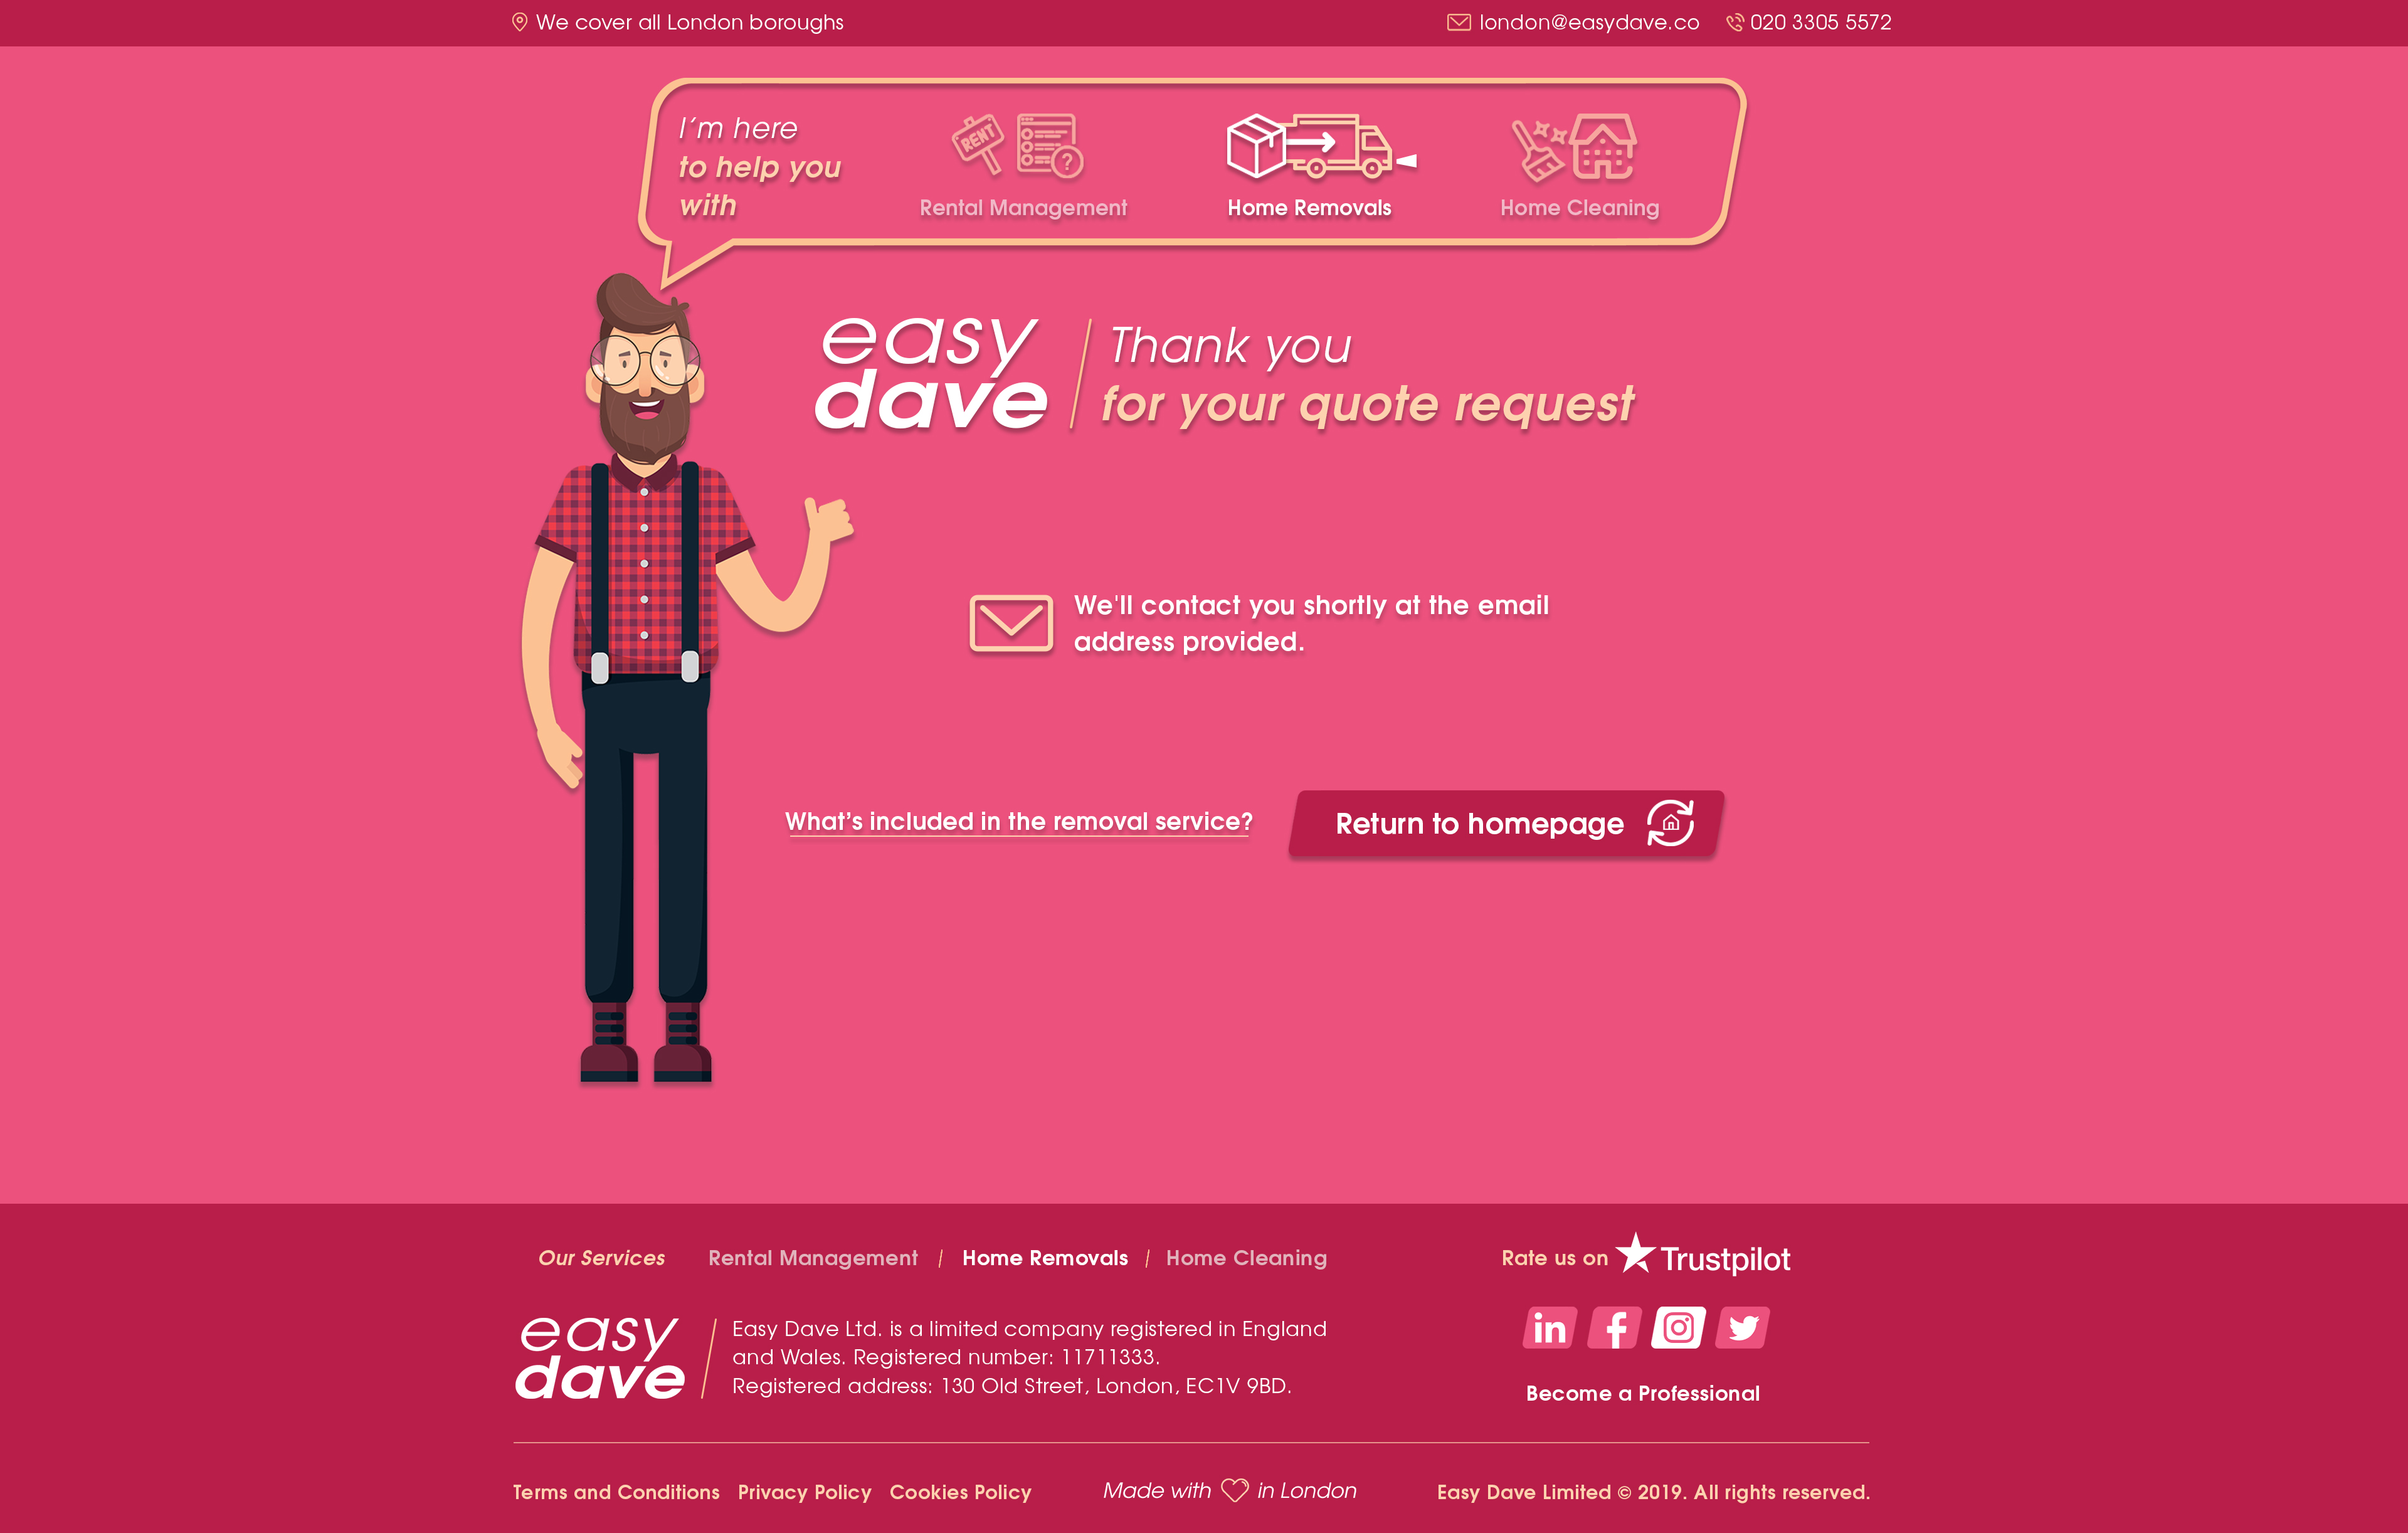 We cover all London boroughs
london@easydave.co
020 3305 5572
I'm here
to help you
with
RENT
?
Rental Management
Home Removals
Home Cleaning
easy
dave
Thank you
for your quote request
We'll contact you shortly at the email
address provided.
What's included in the removal service?
Return to homepage
Our Services
Rental Management
Home Removals
Home Cleaning
Rate us on
Trustpilot
easy
dave
Easy Dave Ltd. is a limited company registered in England
and Wales. Registered number: 11711333.
Registered address: 130 Old Street, London, EC1V 9BD.
in
f
Become a Professional
Terms and Conditions
Privacy Policy
Cookies Policy
Made with
in London
Easy Dave Limited © 2019. All rights reserved.